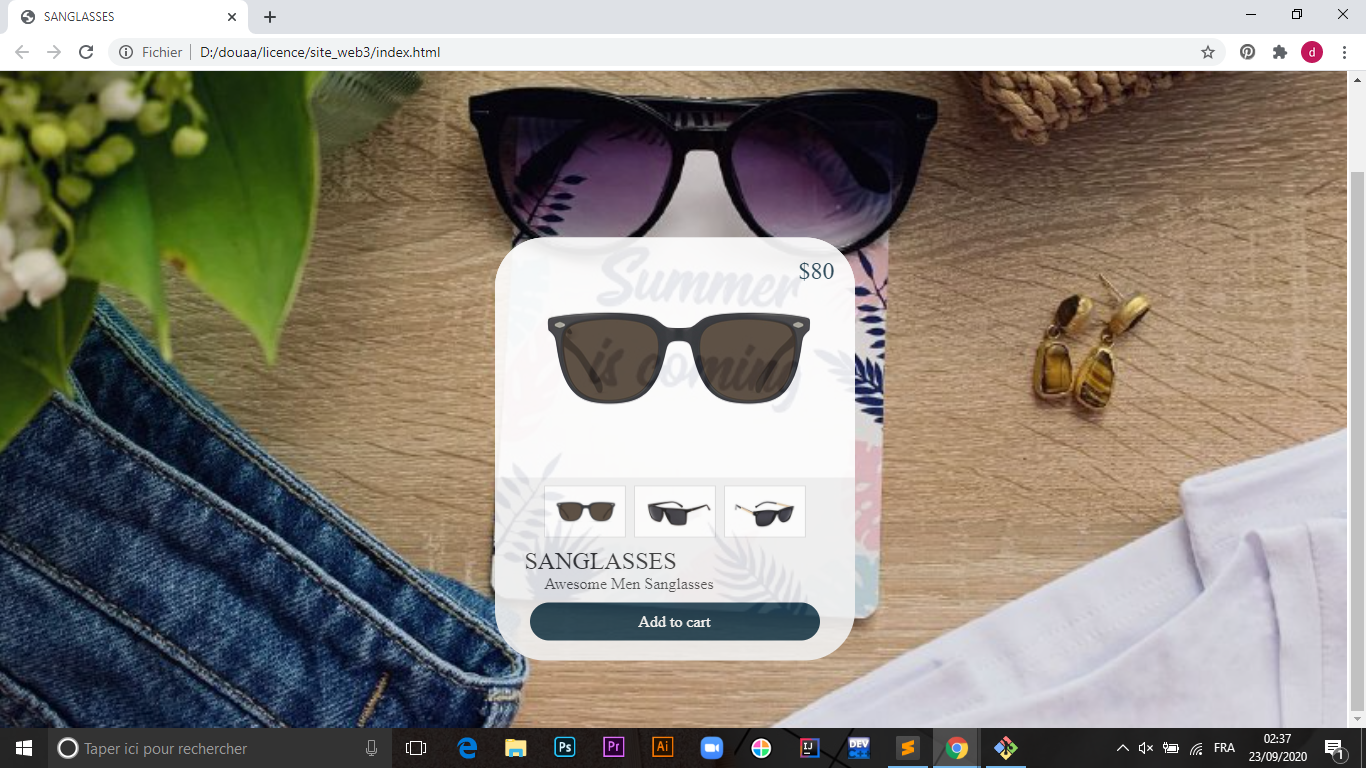 SANGLASSES
Fichier
D:/douaa/licence/site_web3/index.html
d
$80
Summer
is coming
SANGLASSES
Awesome Men Sanglasses
Add to cart
Taper ici pour rechercher
Ps
Pr
Ai
IJ
DEV
C++
FRA
02:37
23/09/2020
1